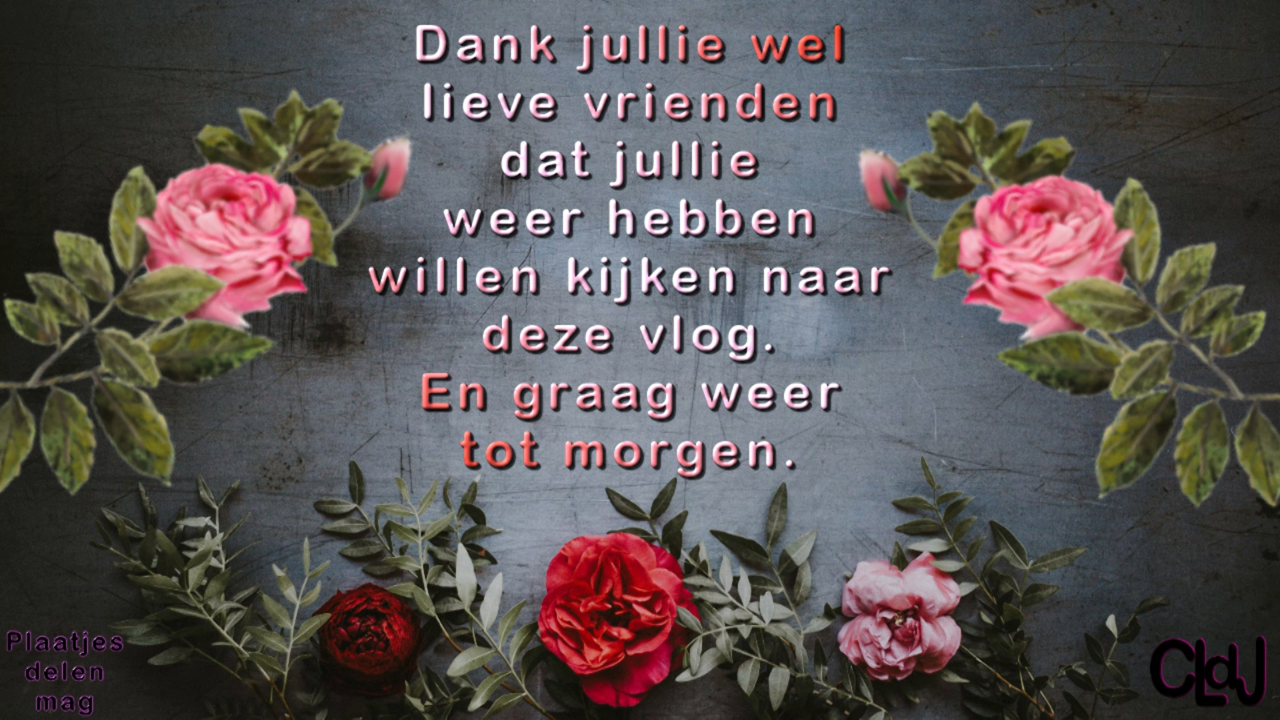 Dank jullie wel
lieve vrienden
dat jullie
weer hebben
willen kijken naar
deze vlog.
En graag weer
tot morgen.
Plaatjes
delen
mag
CLdJ